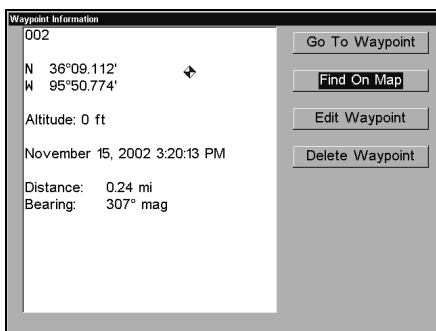 Waypoint Information
002
N 36°09.112'
W 95°50.774'
Altitude: 0 ft
November 15, 2002 3:20:13 PM
Distance: 0.24 mi
Bearing: 307° mag
Go To Waypoint
Find On Map
Edit Waypoint
Delete Waypoint